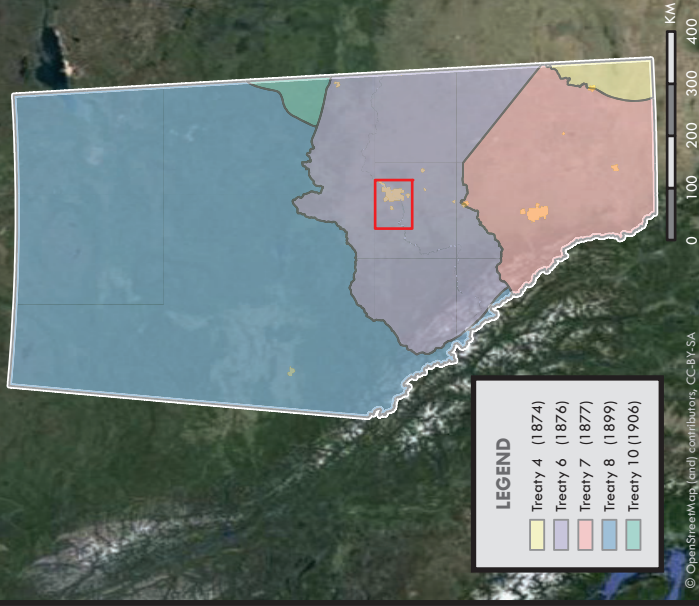 LEGEND
Treaty 4 (1874)
Treaty 6 (1876)
Treaty 7 (1877)
Treaty 8 (1899)
Treaty 10 (1906)
0 100 200 300 400 KM
© OpenStreetMap (and) contributors, CC-BY-SA